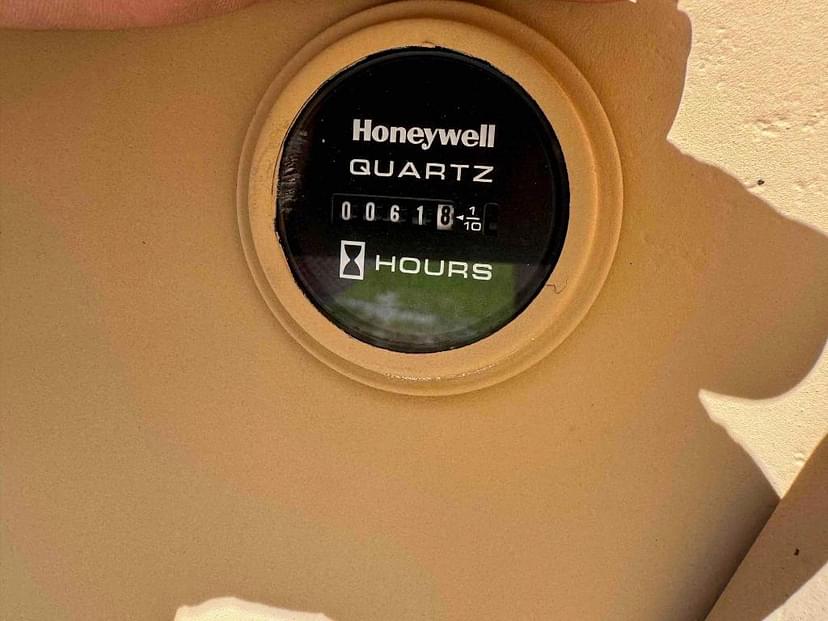 Honeywell
QUARTZ
00618 ◄ 1/10
HOURS